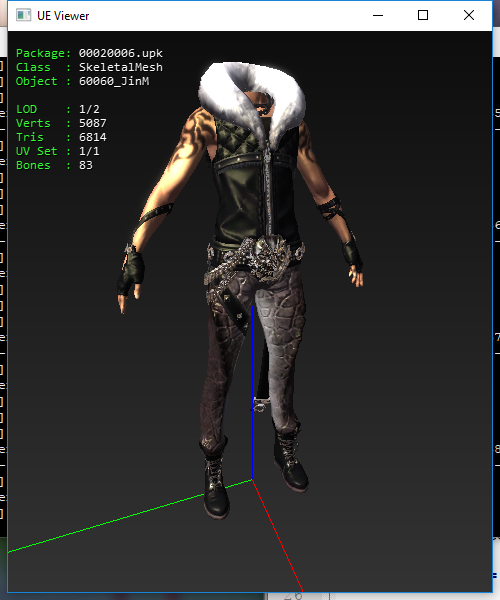 UE Viewer
Package: 00020006.upk
Class : SkeletalMesh
Object : 60060_JinM
LOD : 1/2
Verts : 5087
Tris : 6814
UV Set : 1/1
Bones : 83